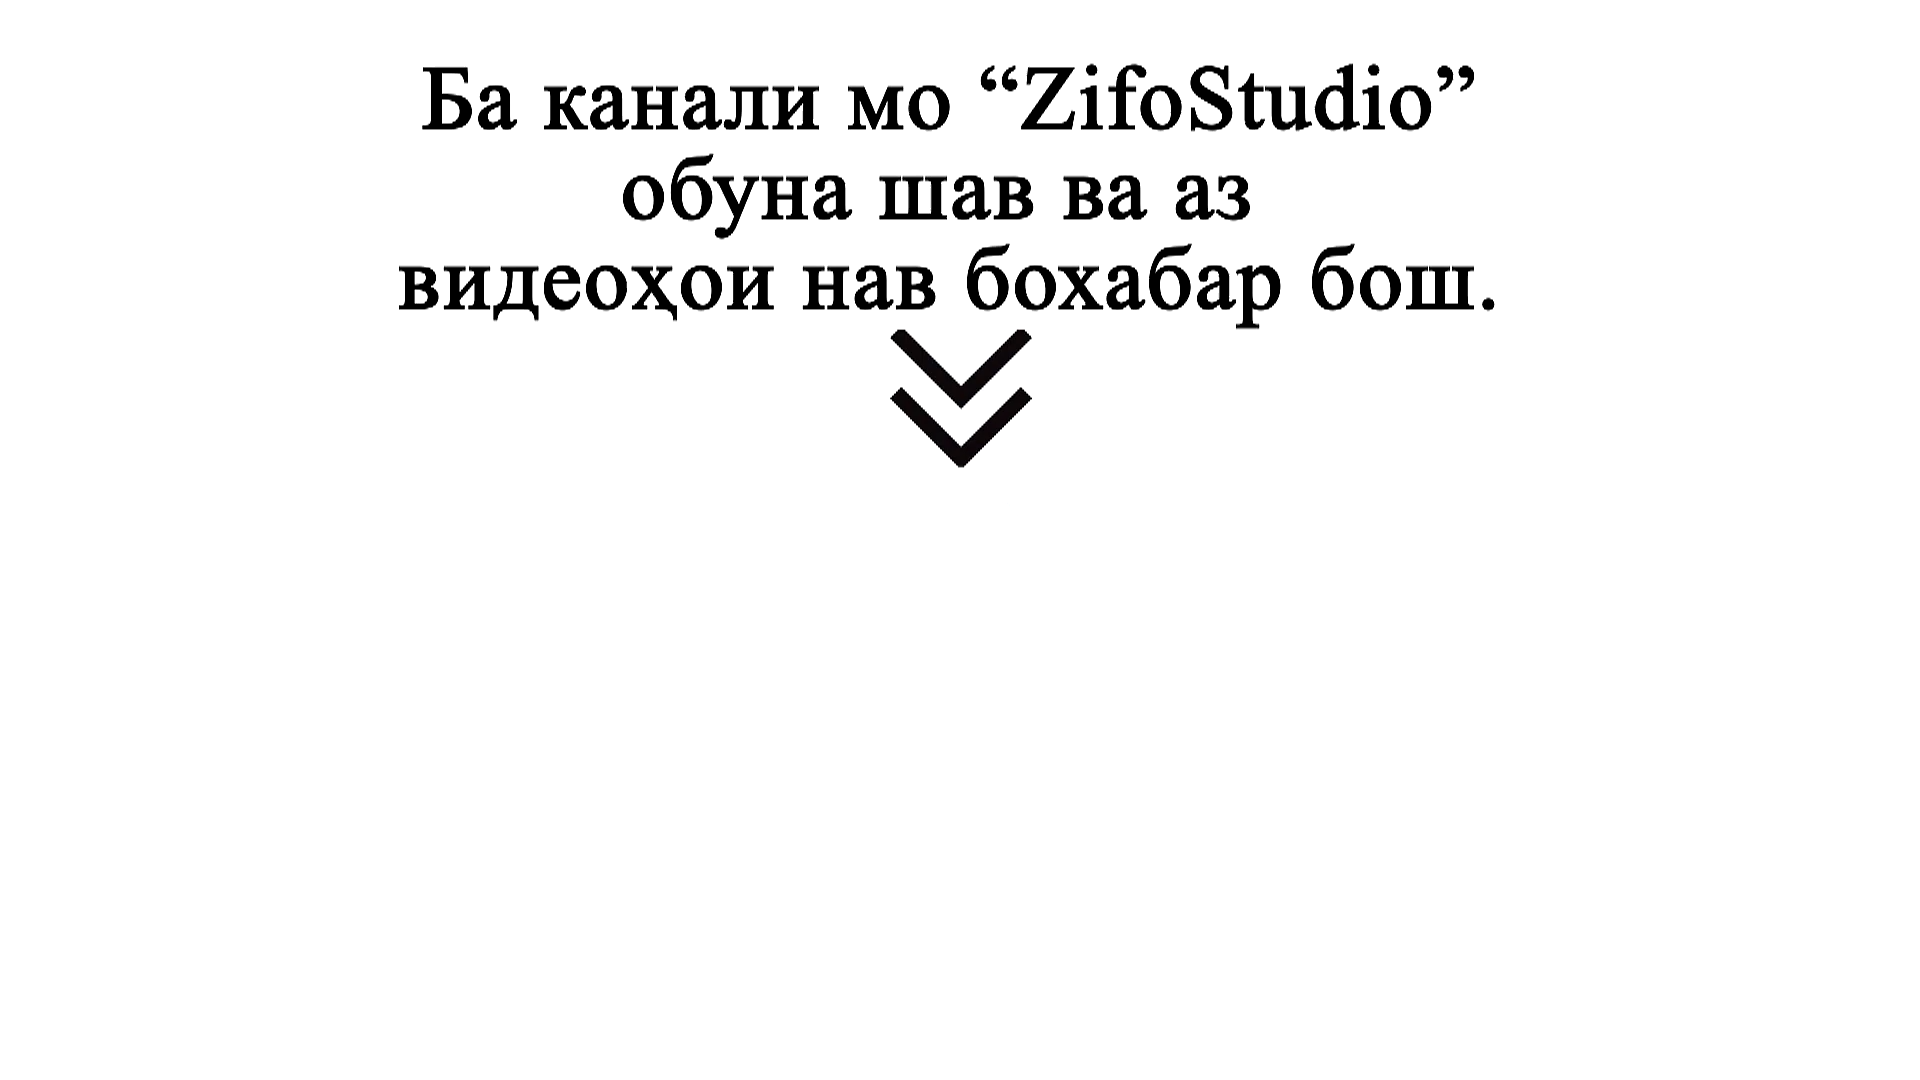 Ба канали мо “ZifoStudio”
обуна шав ва аз
видеоҳои нав бохабар бош.